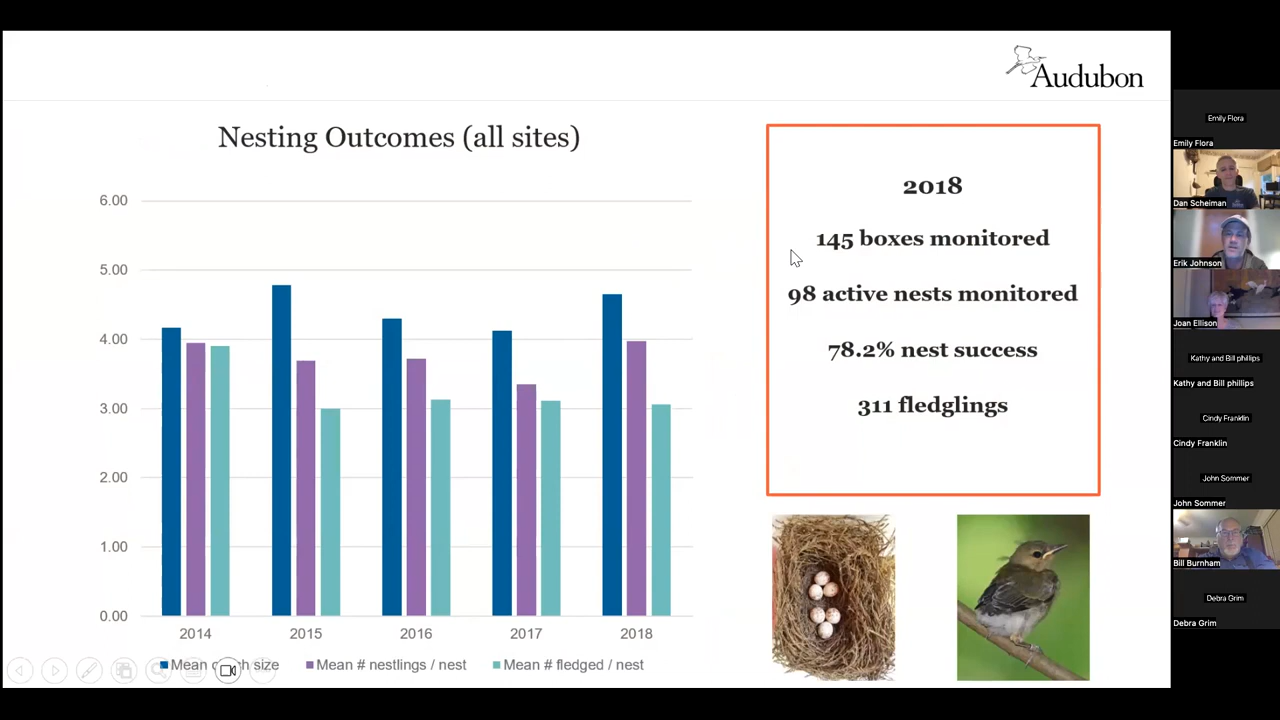 Audubon
Nesting Outcomes (all sites)
6.00
5.00
4.00
3.00
2.00
1.00
0.00
2014 2015 2016 2017 2018
Mean size
Mean # nestlings / nest
Mean # fledged / nest
2018
145 boxes monitored
98 active nests monitored
78.2% nest success
311 fledglings
Emily Flora
Emily Flora
Dan Scheiman
Erik Johnson
Joan Ellison
Kathy and Bill phillips
Kathy and Bill phillips
Cindy Franklin
Cindy Franklin
John Sommer
John Sommer
Bill Burnham
Debra Grim
Debra Grim